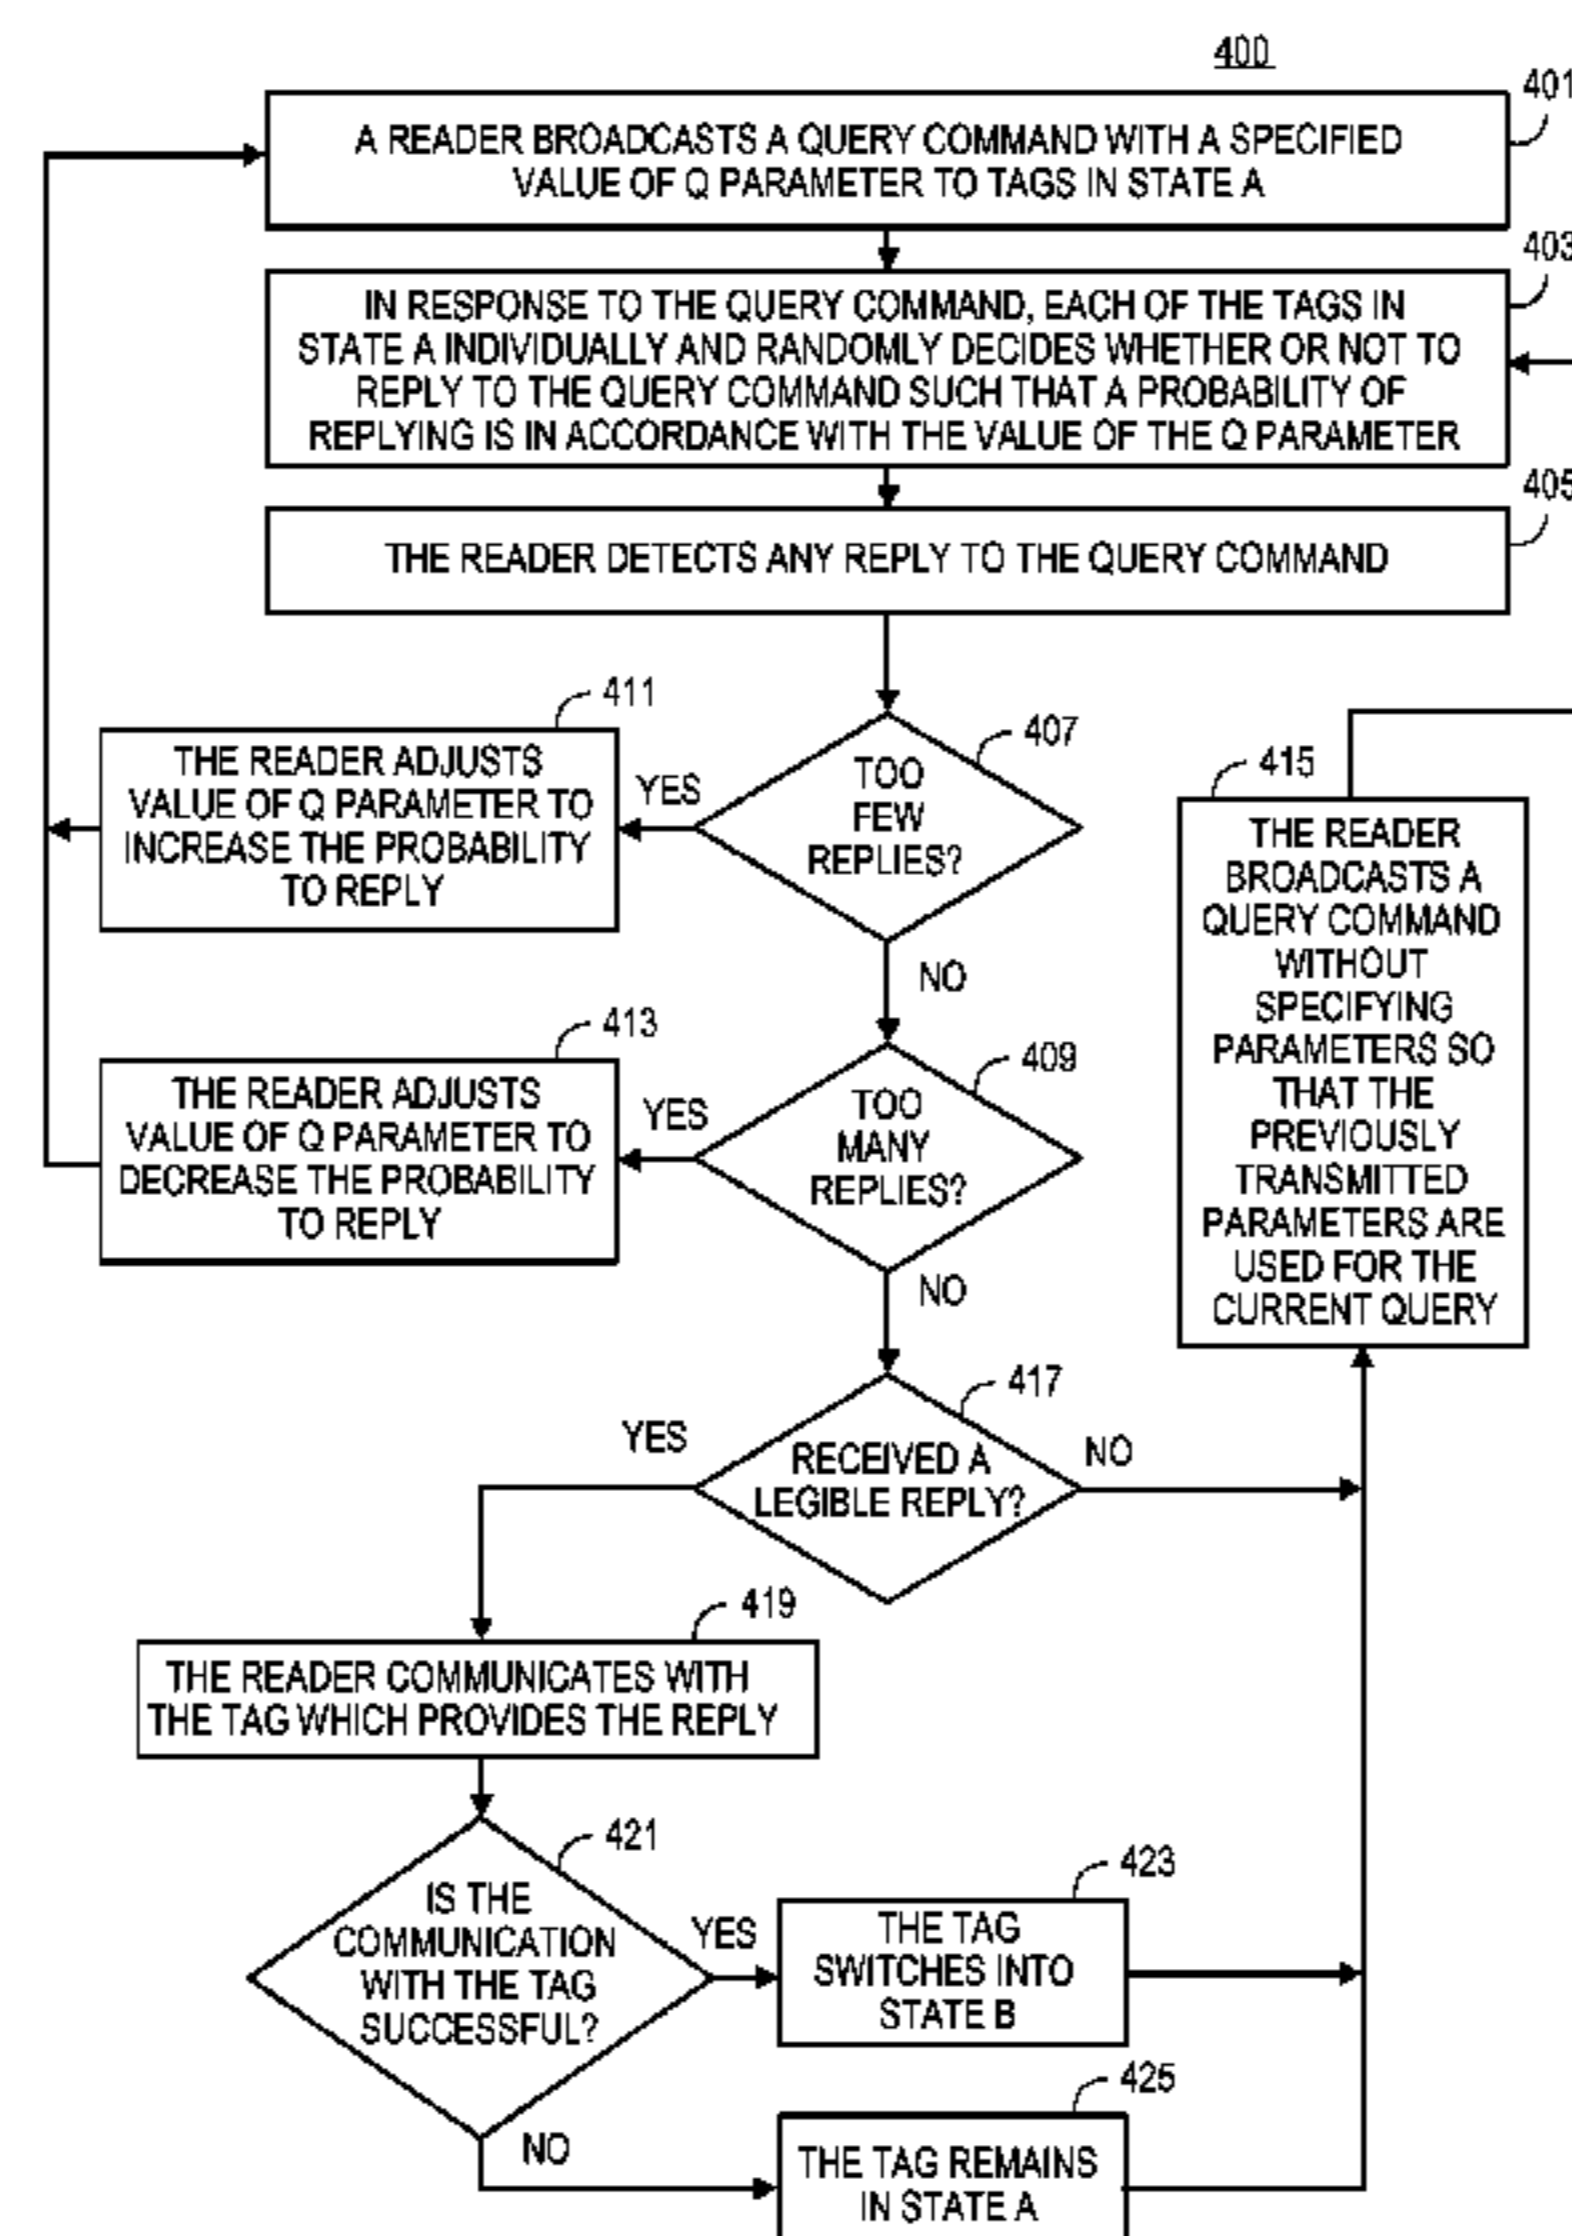 400
401
A READER BROADCASTS A QUERY COMMAND WITH A SPECIFIED
VALUE OF Q PARAMETER TO TAGS IN STATE A
403
IN RESPONSE TO THE QUERY COMMAND, EACH OF THE TAGS IN
STATE A INDIVIDUALLY AND RANDOMLY DECIDES WHETHER OR NOT TO
REPLY TO THE QUERY COMMAND SUCH THAT A PROBABILITY OF
REPLYING IS IN ACCORDANCE WITH THE VALUE OF THE Q PARAMETER
405
THE READER DETECTS ANY REPLY TO THE QUERY COMMAND
411
THE READER ADJUSTS
VALUE OF Q PARAMETER TO
INCREASE THE PROBABILITY
TO REPLY
YES
407
TOO
FEW
REPLIES?
NO
415
THE READER
BROADCASTS A
QUERY COMMAND
WITHOUT
SPECIFYING
PARAMETERS SO
THAT THE
PREVIOUSLY
TRANSMITTED
PARAMETERS ARE
USED FOR THE
CURRENT QUERY
413
THE READER ADJUSTS
VALUE OF Q PARAMETER TO
DECREASE THE PROBABILITY
TO REPLY
YES
409
TOO
MANY
REPLIES?
NO
417
YES
RECEIVED A
LEGIBLE REPLY?
NO
419
THE READER COMMUNICATES WITH
THE TAG WHICH PROVIDES THE REPLY
421
IS THE
COMMUNICATION
WITH THE TAG
SUCCESSFUL?
YES
423
THE TAG
SWITCHES INTO
STATE B
NO
425
THE TAG REMAINS
IN STATE A